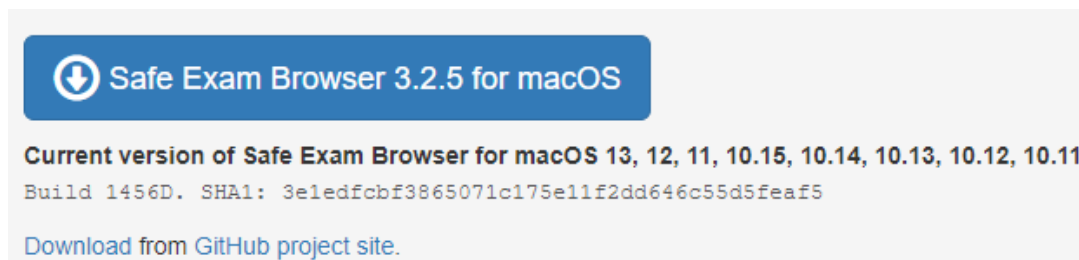 Safe Exam Browser 3.2.5 for macOS
Current version of Safe Exam Browser for macOS 13, 12, 11, 10.15, 10.14, 10.13, 10.12, 10.11
Build 1456D. SHA1: 3e1edfcbf3865071c175e11f2dd646c55d5feaf5
Download from GitHub project site.